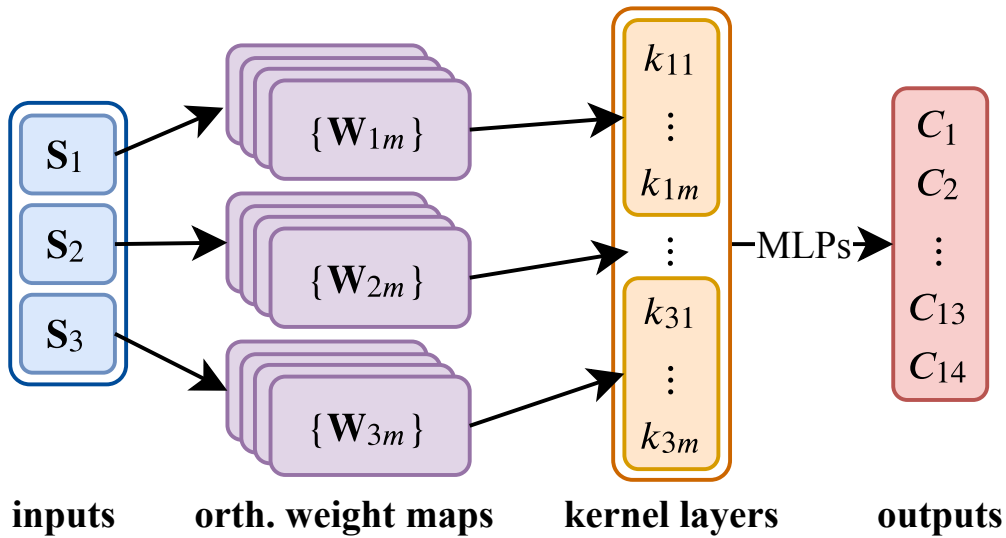 S₁
S₂
S₃
{W₁ₘ}
{W₂ₘ}
{W₃ₘ}
k₁₁
⋮
k₁ₘ
⋮
k₃₁
⋮
k₃ₘ
MLPs
C₁
C₂
⋮
C₁₃
C₁₄
inputs
orth. weight maps
kernel layers
outputs